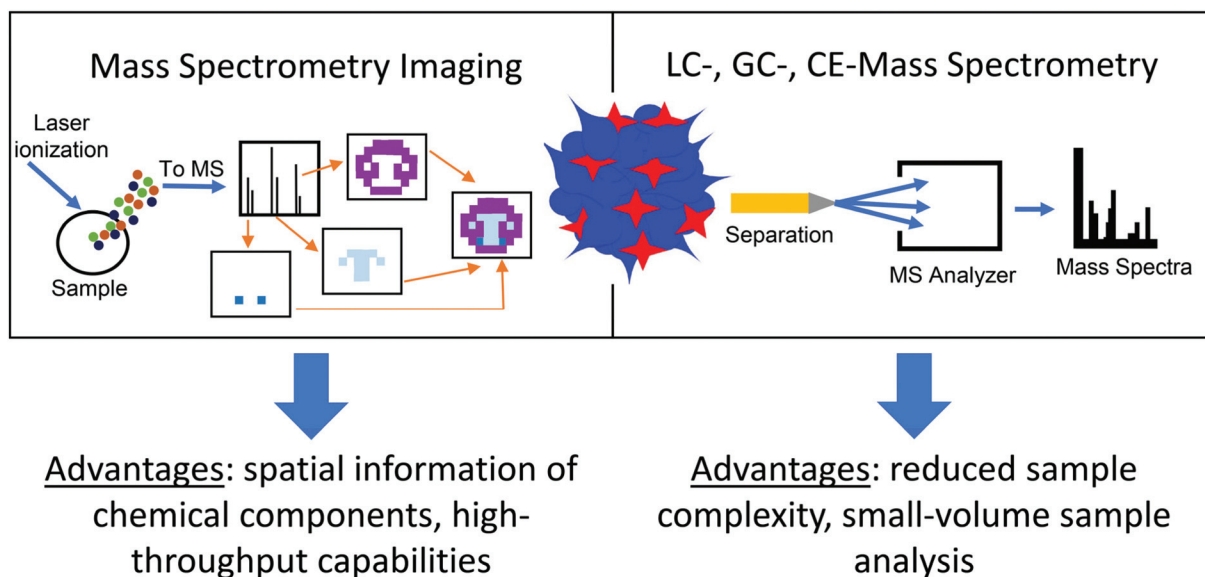 Mass Spectrometry Imaging
Laser
ionization
To MS
Sample
LC-, GC-, CE-Mass Spectrometry
Separation
MS Analyzer
Mass Spectra
Advantages: spatial information of
chemical components, high-
throughput capabilities
Advantages: reduced sample
complexity, small-volume sample
analysis